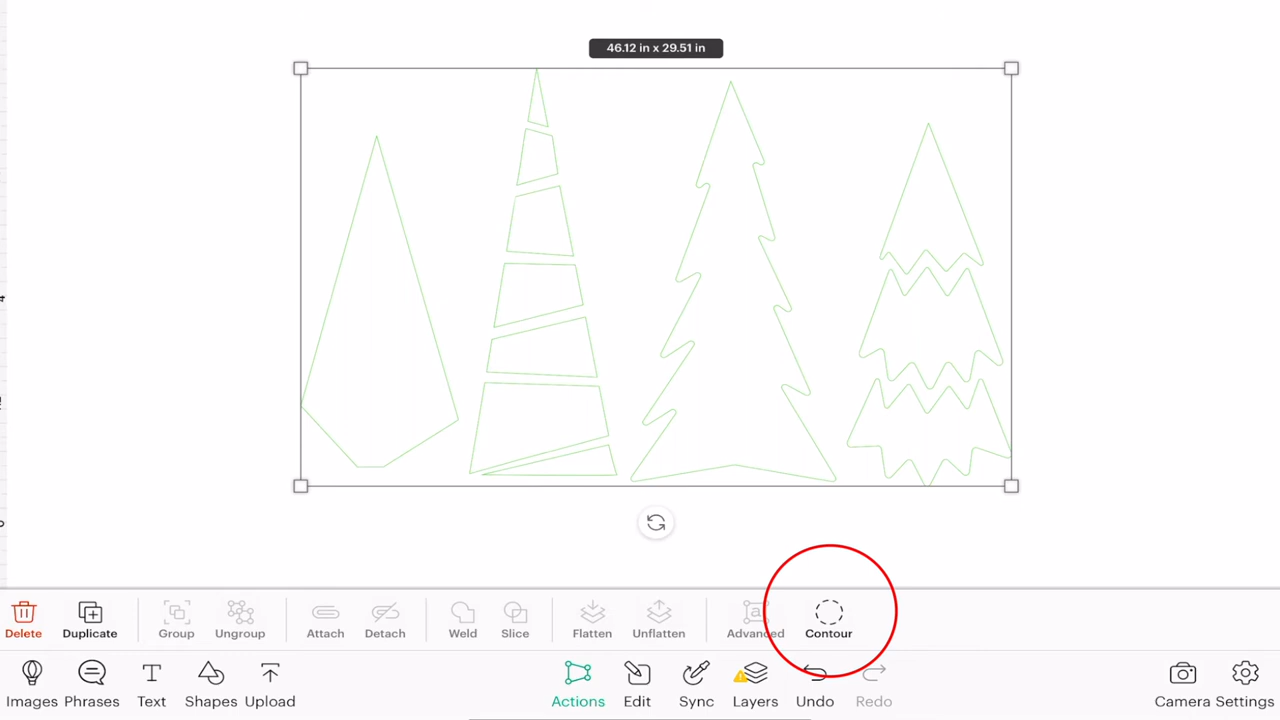 46.12 in x 29.51 in
Delete Duplicate Group Ungroup Attach Detach Weld Slice Flatten Unflatten Advanced Contour
Images Phrases Text Shapes Upload Actions Edit Sync Layers Undo Redo Camera Settings